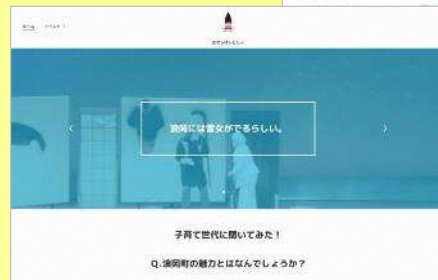 浪岡には雪女がでるらしい。
子育て世代に聞いてみた！
Q.浪岡町の魅力とはなんでしょうか？